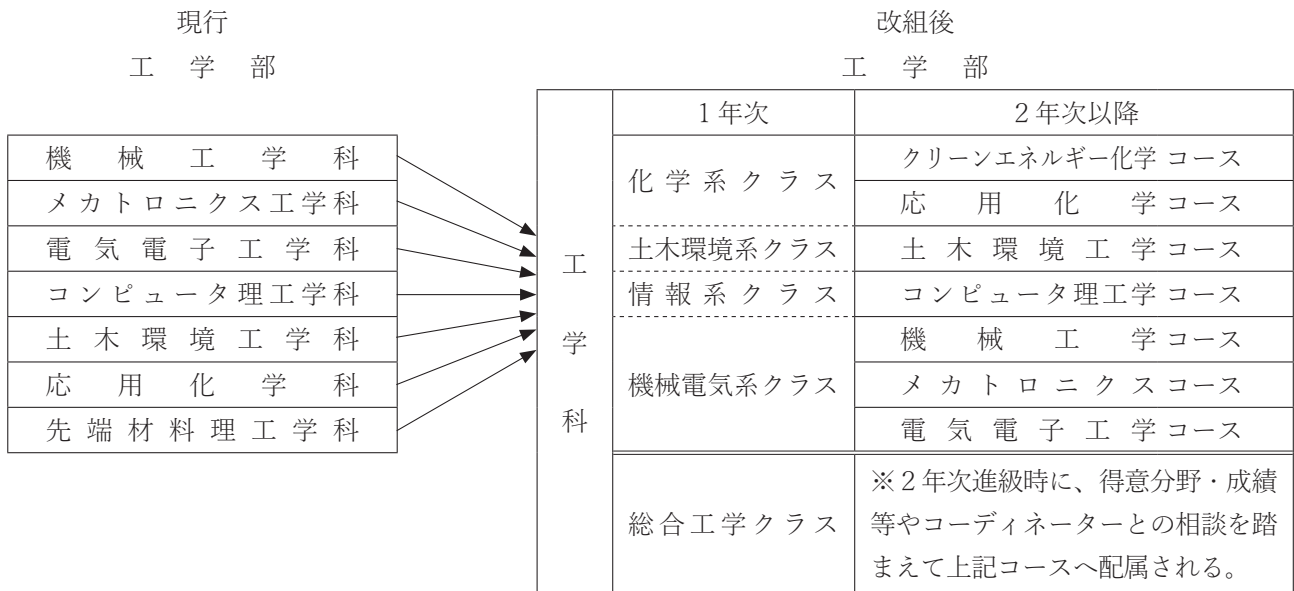 現行
工学部
機械工学科
メカトロニクス工学科
電気電子工学科
コンピュータ理工学科
土木環境工学科
応用化学科
先端材料理工学科
改組後
工学部
工学科
1年次
2年次以降
化学系クラス
クリーンエネルギー化学 コース
応用化学 コース
土木環境系クラス
土木環境工学 コース
情報系クラス
コンピュータ理工学 コース
機械電気系クラス
機械工学 コース
メカトロニクス コース
電気電子工学 コース
総合工学クラス
※2年次進級時に、得意分野・成績
等やコーディネーターとの相談を踏
まえて上記コースへ配属される。